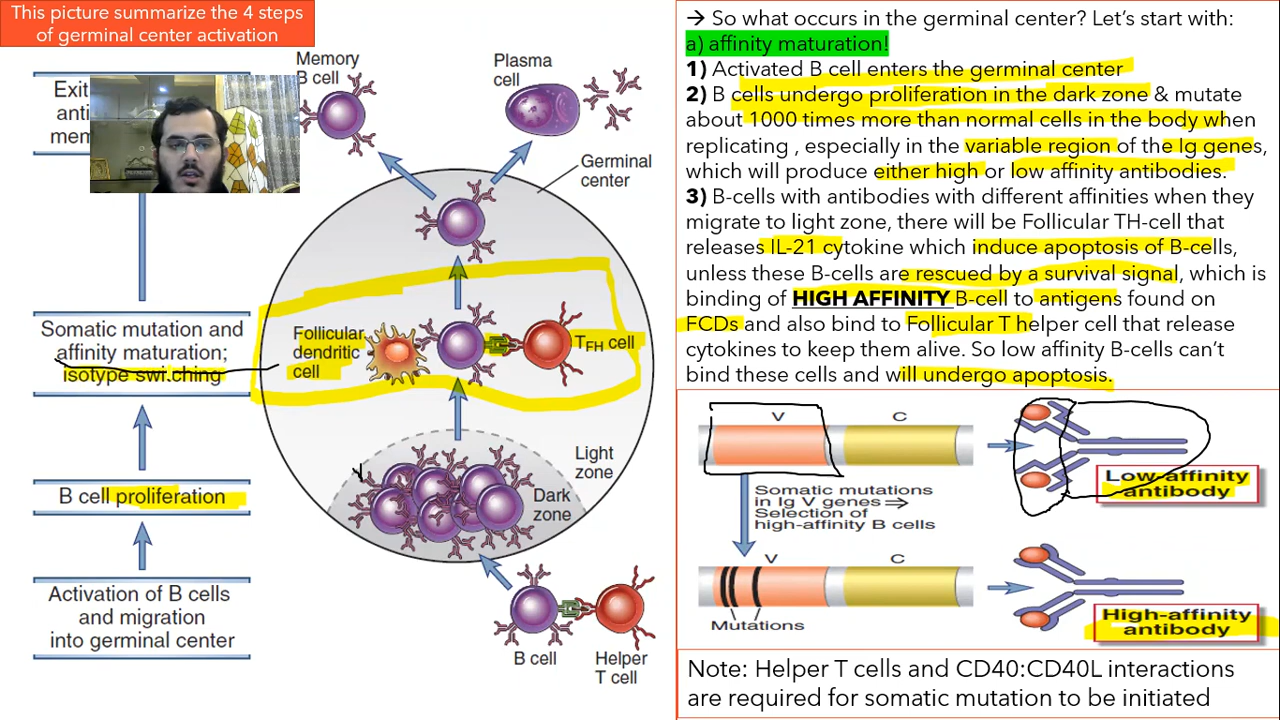 This picture summarize the 4 steps
of germinal center activation
Exit
anti
mem
Somatic mutation and
affinity maturation;
isotype switching
B cell proliferation
Activation of B cells
and migration
into germinal center
Memory
B cell
Plasma
cell
Germinal
center
Follicular
dendritic
cell
TFH cell
Light
zone
Dark
zone
B cell
Helper
T cell
→ So what occurs in the germinal center? Let's start with:
a) affinity maturation!
1) Activated B cell enters the germinal center
2) B cells undergo proliferation in the dark zone & mutate
about 1000 times more than normal cells in the body when
replicating , especially in the variable region of the Ig genes,
which will produce either high or low affinity antibodies.
3) B-cells with antibodies with different affinities when they
migrate to light zone, there will be Follicular TH-cell that
releases IL-21 cytokine which induce apoptosis of B-cells,
unless these B-cells are rescued by a survival signal, which is
binding of HIGH AFFINITY B-cell to antigens found on
FCDs and also bind to Follicular T helper cell that release
cytokines to keep them alive. So low affinity B-cells can't
bind these cells and will undergo apoptosis.
V C
Low-affinity
antibody
Somatic mutations
in Ig V genes ⇒
Selection of
high-affinity B cells
V C
Mutations
High-affinity
antibody
Note: Helper T cells and CD40:CD40L interactions
are required for somatic mutation to be initiated